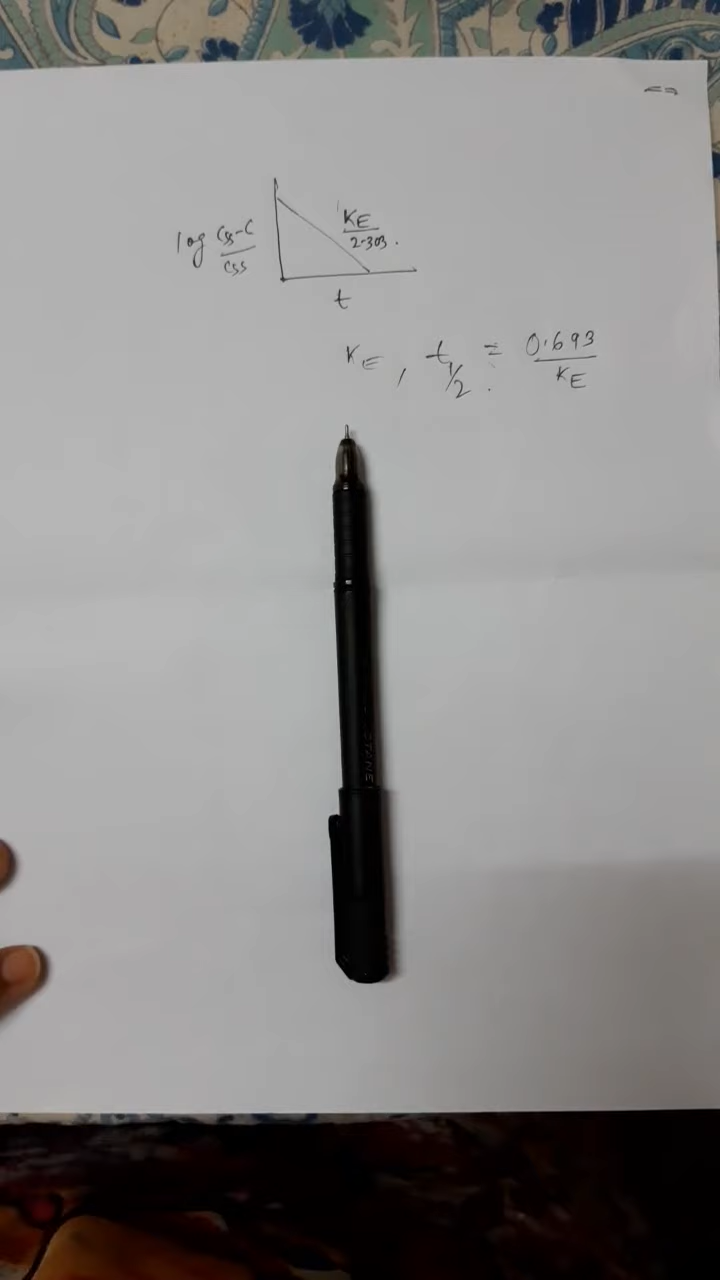 log Css-C / Css
KE / 2.303.
t
KE, t1/2 = 0.693 / KE